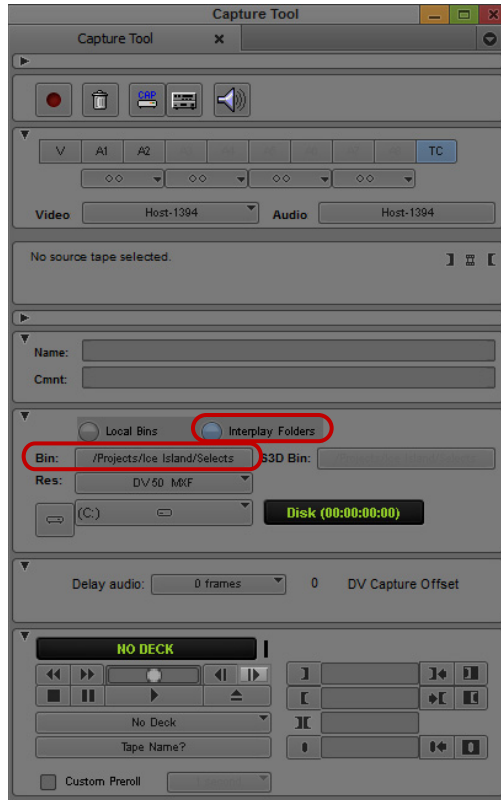 Capture Tool
Capture Tool
CAP
V A1 A2 TC
Video Host-1394 Audio Host-1394
No source tape selected.
Name:
Cmnt:
Local Bins Interplay Folders
Bin: /Projects/Ice Island/Selects S3D Bin:
Res: DV50 MXF
(C:) Disk (00:00:00:00)
Delay audio: 0 frames 0 DV Capture Offset
NO DECK
No Deck
Tape Name?
Custom Preroll